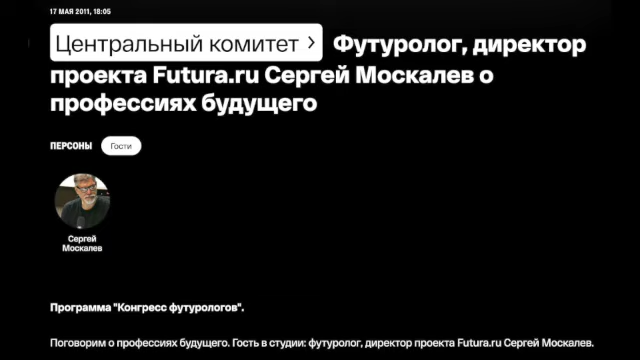 17 МАЯ 2011, 18:05
Центральный комитет › Футуролог, директор
проекта Futura.ru Сергей Москалев о
профессиях будущего
ПЕРСОНЫ Гости
Сергей
Москалев
Программа "Конгресс футурологов".
Поговорим о профессиях будущего. Гость в студии: футуролог, директор проекта Futura.ru Сергей Москалев.